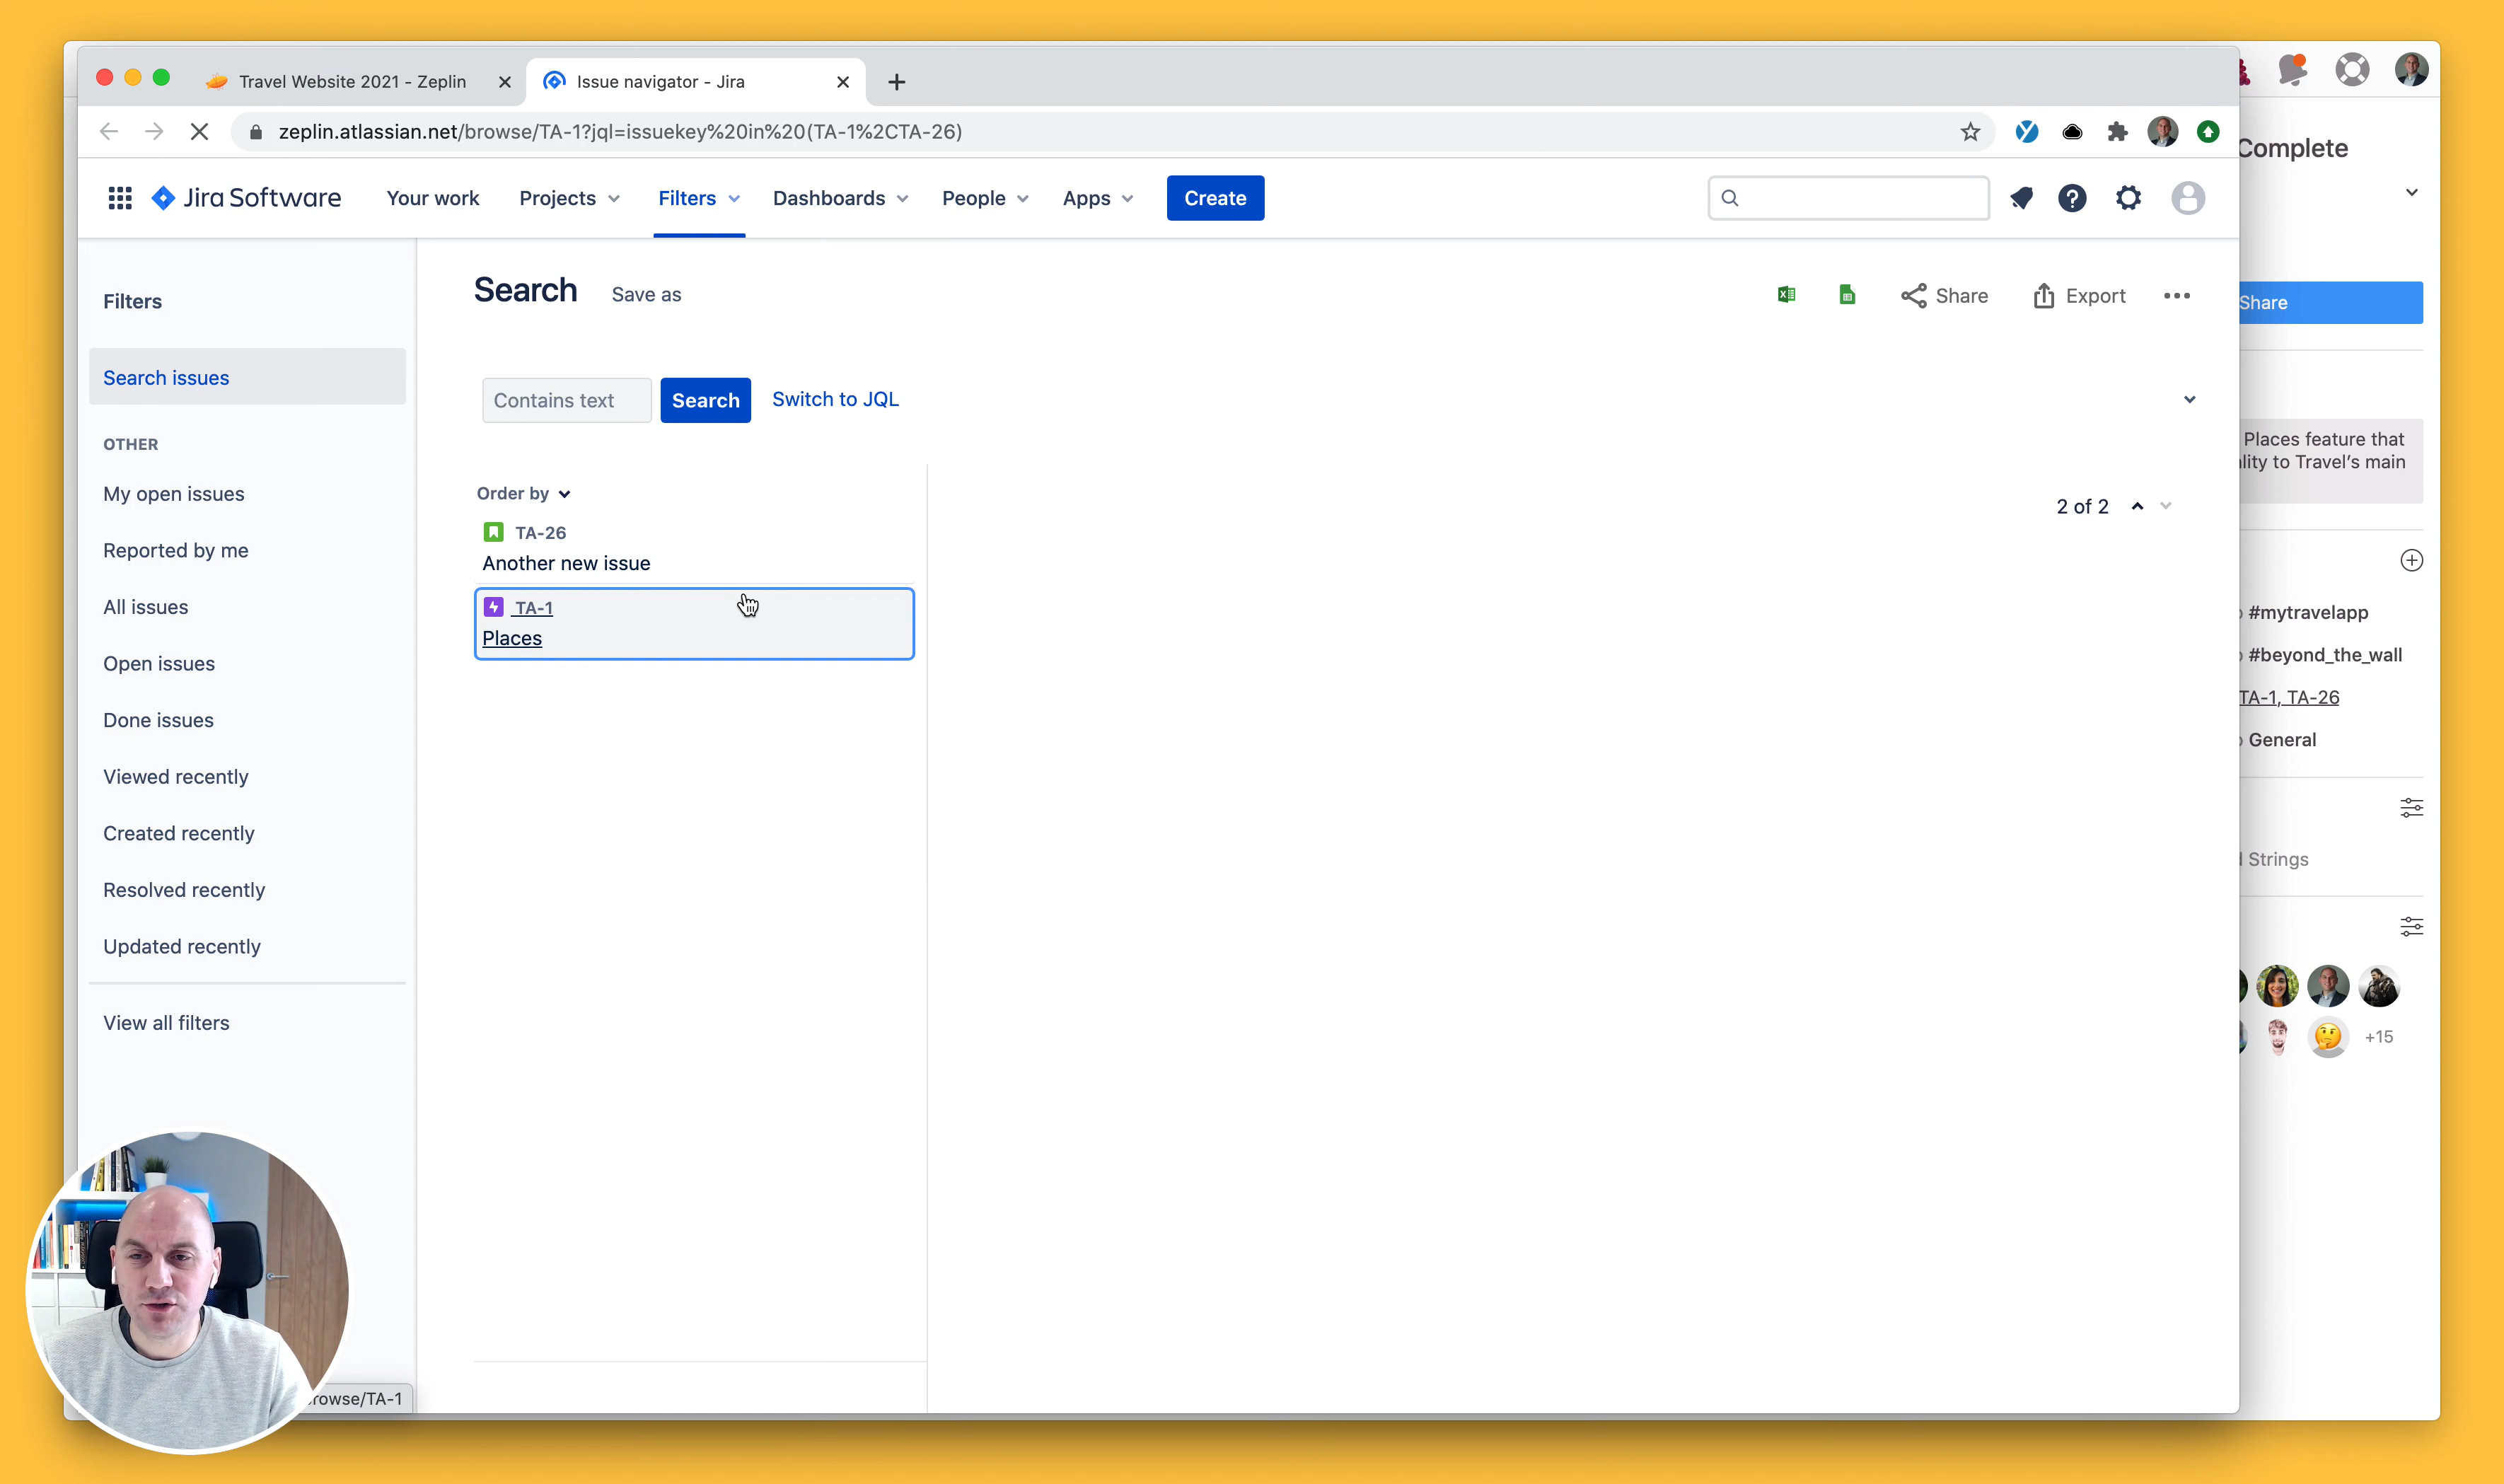 Travel Website 2021 - Zeplin
Issue navigator - Jira
zeplin.atlassian.net/browse/TA-1?jql=issuekey%20in%20(TA-1%2CTA-26)
Jira Software
Your work
Projects
Filters
Dashboards
People
Apps
Create
Filters
Search issues
OTHER
My open issues
Reported by me
All issues
Open issues
Done issues
Viewed recently
Created recently
Resolved recently
Updated recently
View all filters
Search
Save as
Share
Export
Contains text
Search
Switch to JQL
Order by
TA-26
Another new issue
TA-1
Places
2 of 2
Complete
Share
Places feature that
to Travel's main
#mytravelapp
#beyond_the_wall
TA-1, TA-26
General
Strings
+15
rowse/TA-1